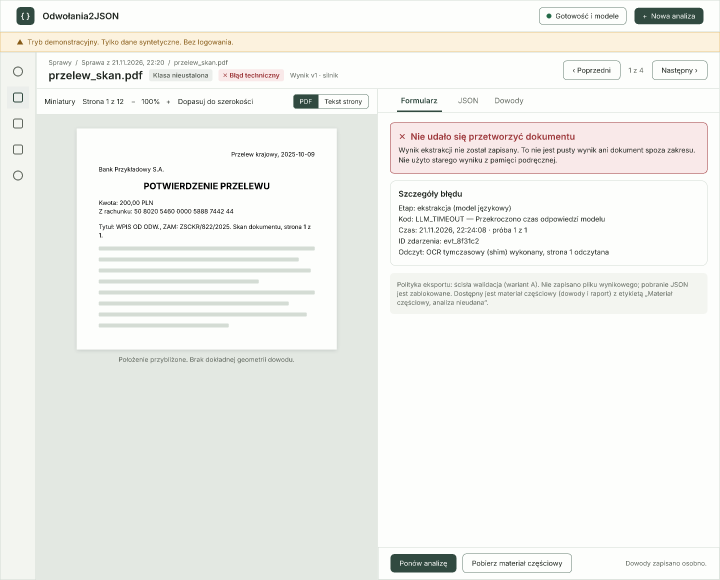 { } Odwołania2JSON
Gotowość i modele
+ Nowa analiza
Tryb demonstracyjny. Tylko dane syntetyczne. Bez logowania.
Sprawy / Sprawa z 21.11.2026, 22:20 / przelew_skan.pdf
przelew_skan.pdf
Klasa nieustalona
× Błąd techniczny
Wynik v1 · silnik
‹ Poprzedni
1 z 4
Następny ›
Miniatury Strona 1 z 12 − 100% + Dopasuj do szerokości
PDF
Tekst strony
Przelew krajowy, 2025-10-09
Bank Przykładowy S.A.
POTWIERDZENIE PRZELEWU
Kwota: 200,00 PLN
Z rachunku: 50 8020 5460 0000 5888 7442 44
Tytuł: WPIS OD ODW., ZAM: ZSCKR/822/2025. Skan dokumentu, strona 1 z
1.
Położenie przybliżone. Brak dokładnej geometrii dowodu.
Formularz
JSON
Dowody
× Nie udało się przetworzyć dokumentu
Wynik ekstrakcji nie został zapisany. To nie jest pusty wynik ani dokument spoza zakresu.
Nie użyto starego wyniku z pamięci podręcznej.
Szczegóły błędu
Etap: ekstrakcja (model językowy)
Kod: LLM_TIMEOUT — Przekroczono czas odpowiedzi modelu
Czas: 21.11.2026, 22:24:08 · próba 1 z 1
ID zdarzenia: evt_8f31c2
Odczyt: OCR tymczasowy (shim) wykonany, strona 1 odczytana
Polityka eksportu: ścisła walidacja (wariant A). Nie zapisano pliku wynikowego; pobranie JSON
jest zablokowane. Dostępny jest materiał częściowy (dowody i raport) z etykietą „Materiał
częściowy, analiza nieudana”.
Ponów analizę
Pobierz materiał częściowy
Dowody zapisano osobno.